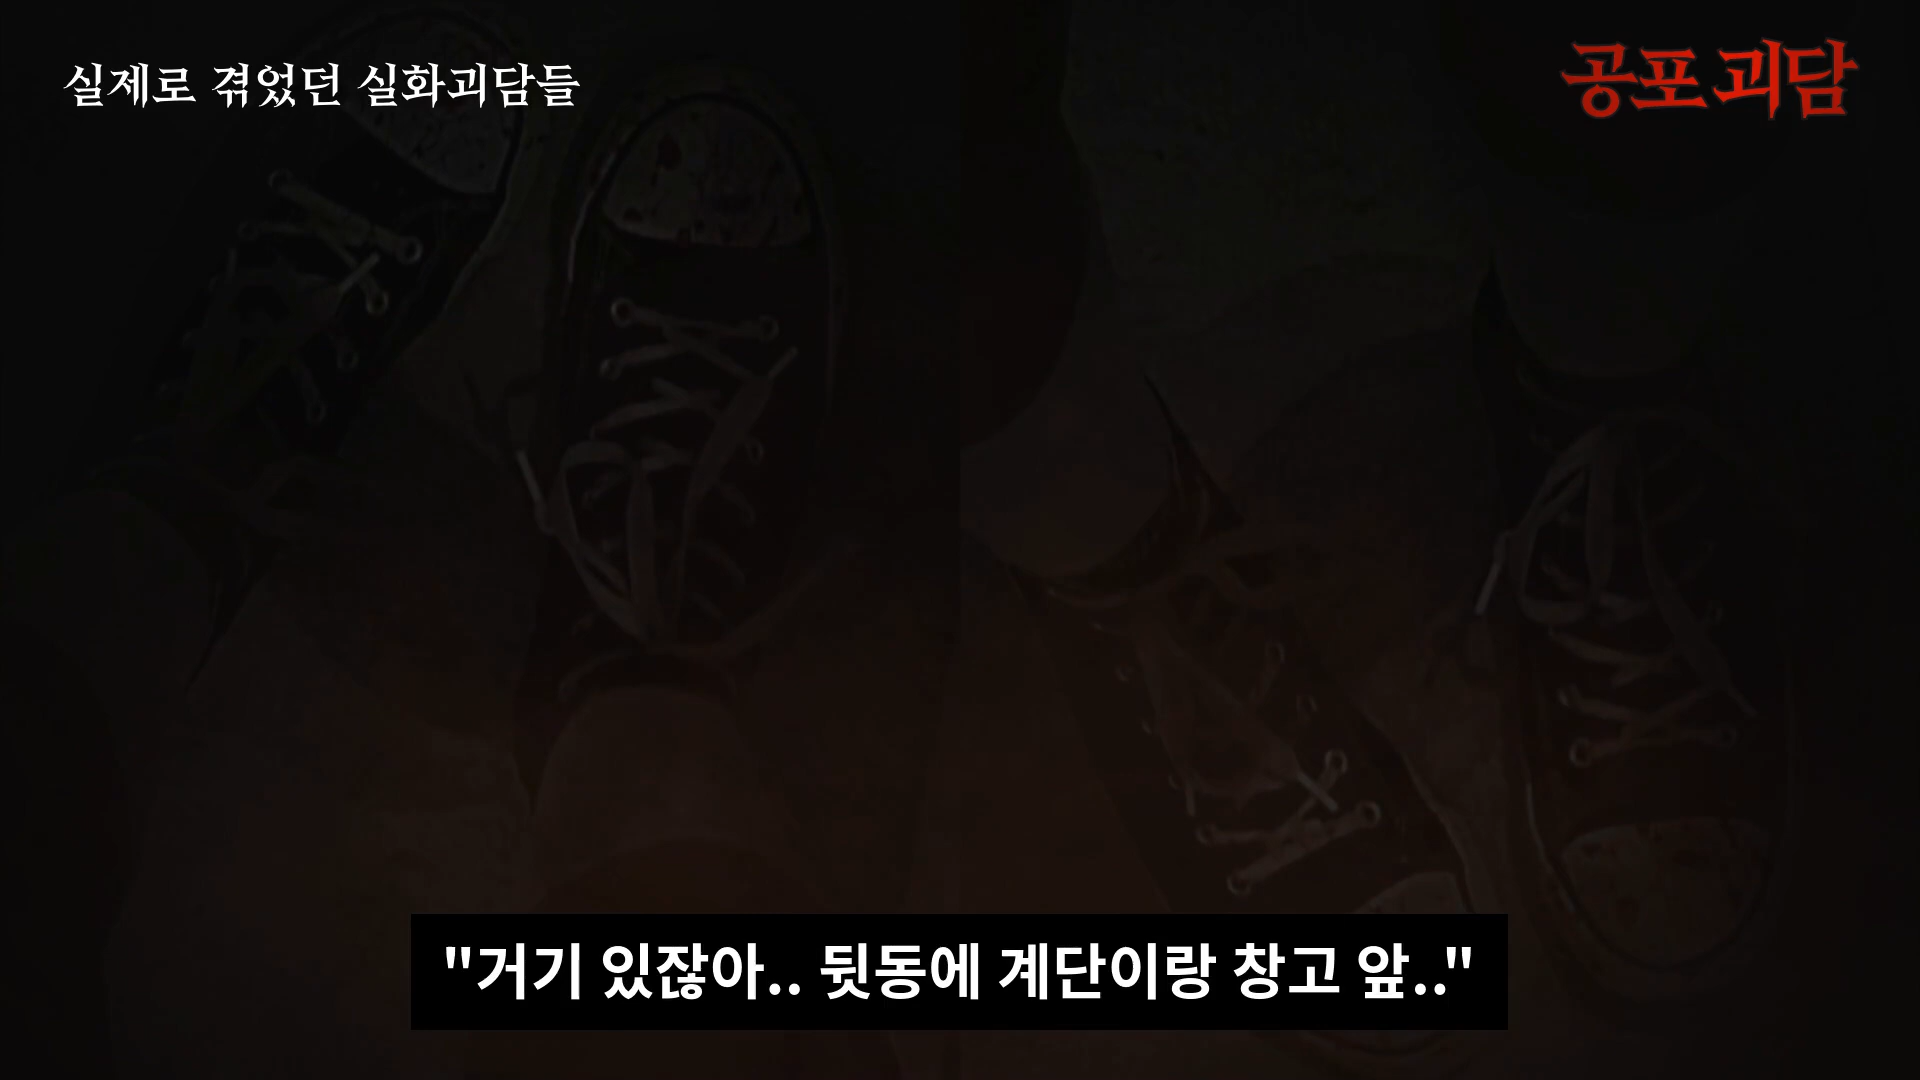 실제로 겪었던 실화괴담들
공포괴담
"거기 있잖아.. 뒷동에 계단이랑 창고 앞.."